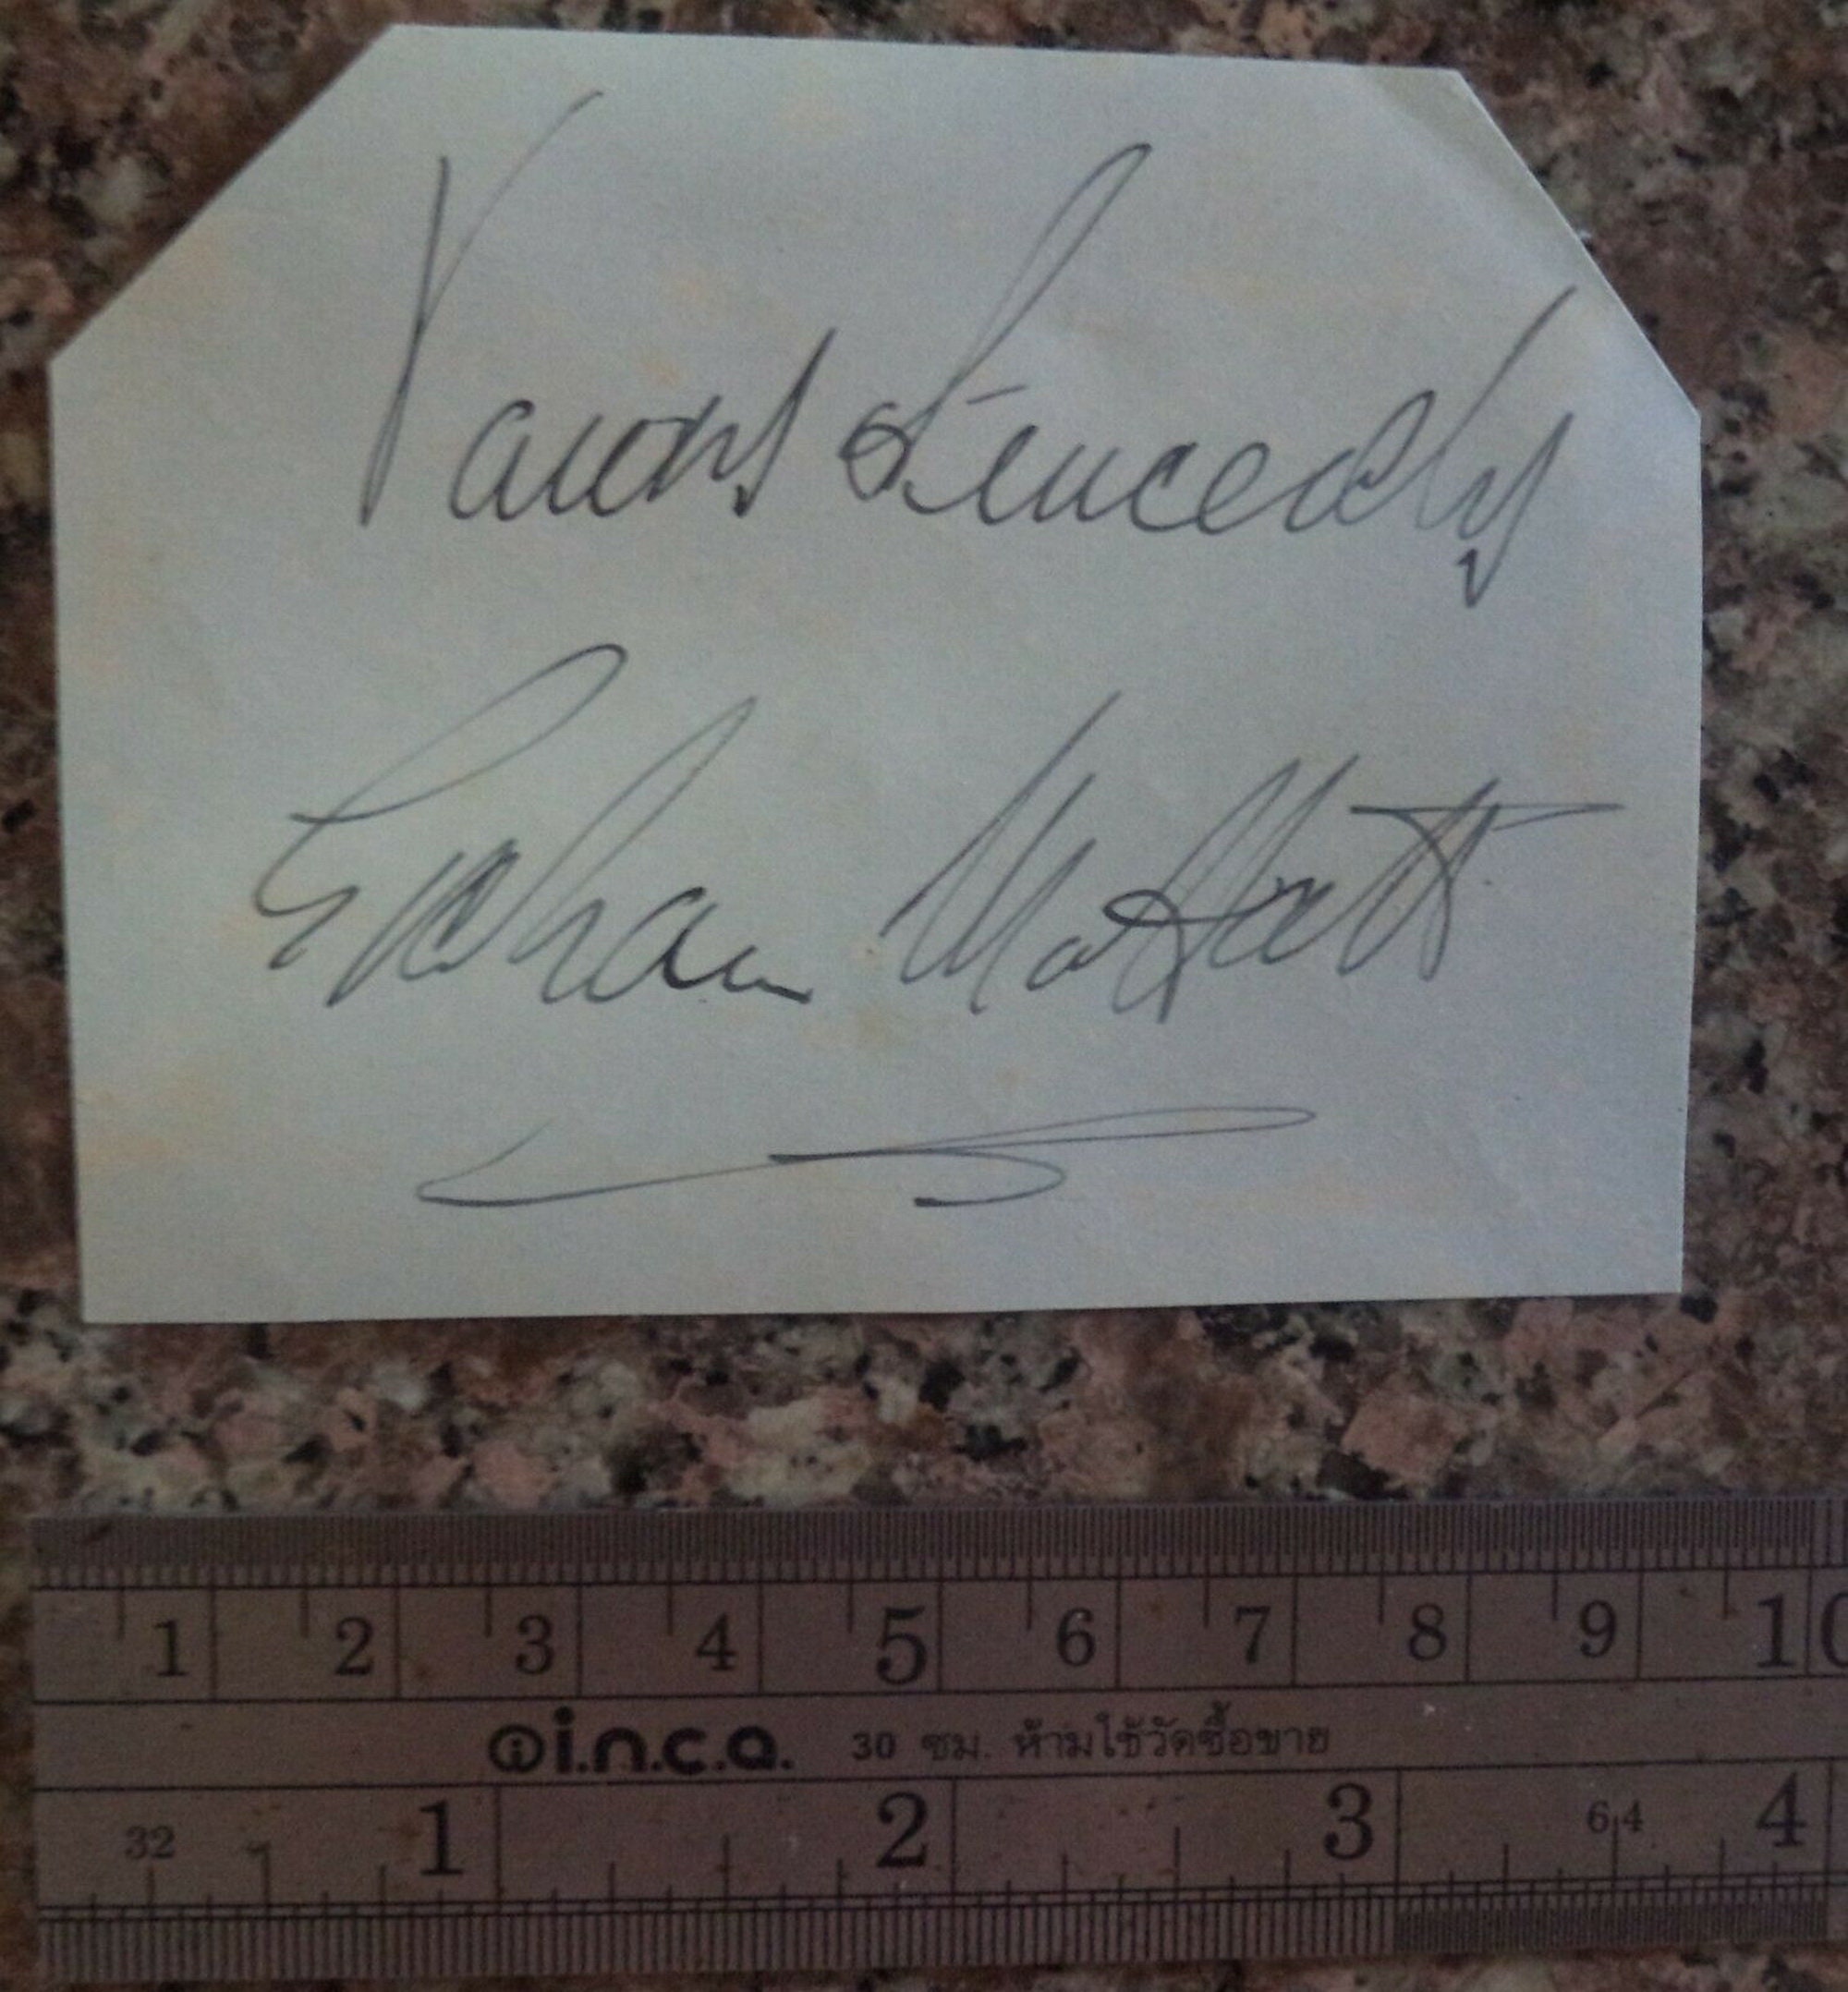 Yours Sincerely
Graham Moffatt
1 2 3 4 5 6 7 8 9 10
i.n.c.a. 30 ซม. ห้ามใช้วัดซื้อขาย
32 1 2 3 64 4